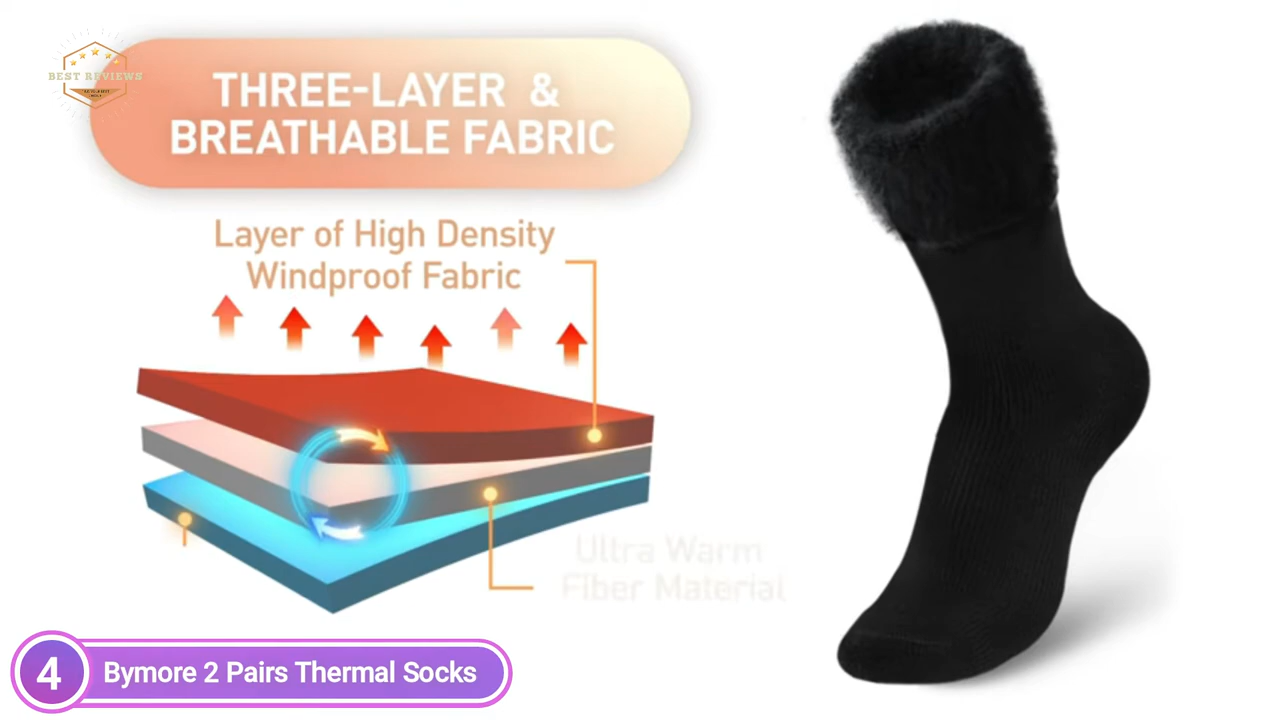 BEST REVIEWS
THREE-LAYER &
BREATHABLE FABRIC
Layer of High Density
Windproof Fabric
Ultra Warm
Fiber Material
4
Bymore 2 Pairs Thermal Socks